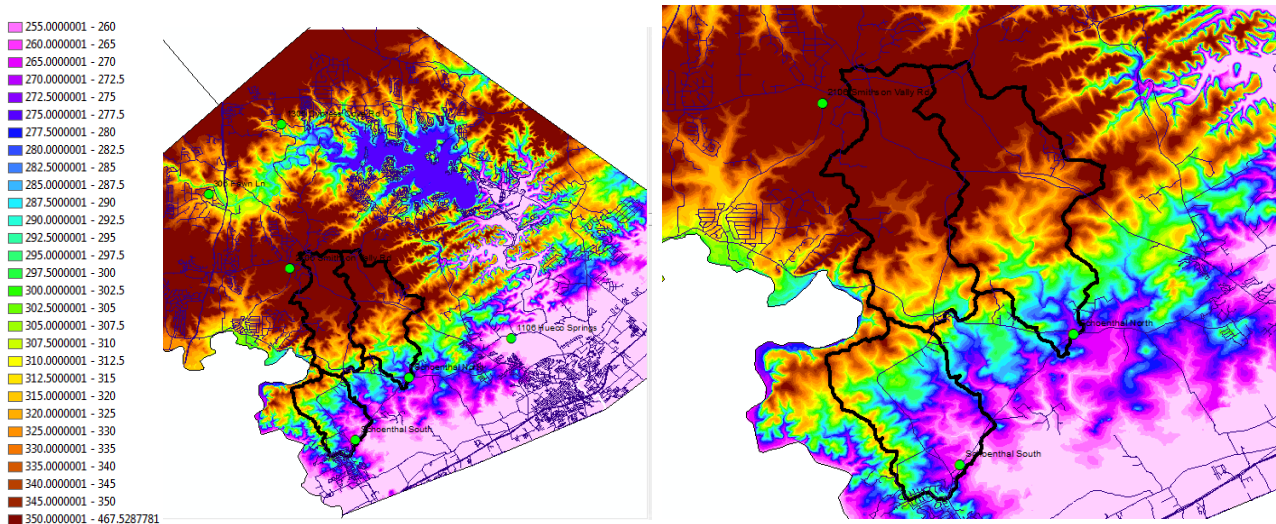 255.0000001 - 260
260.0000001 - 265
265.0000001 - 270
270.0000001 - 272.5
272.5000001 - 275
275.0000001 - 277.5
277.5000001 - 280
280.0000001 - 282.5
282.5000001 - 285
285.0000001 - 287.5
287.5000001 - 290
290.0000001 - 292.5
292.5000001 - 295
295.0000001 - 297.5
297.5000001 - 300
300.0000001 - 302.5
302.5000001 - 305
305.0000001 - 307.5
307.5000001 - 310
310.0000001 - 312.5
312.5000001 - 315
315.0000001 - 320
320.0000001 - 325
325.0000001 - 330
330.0000001 - 335
335.0000001 - 340
340.0000001 - 345
345.0000001 - 350
350.0000001 - 467.5287781
Ln
Rd
1106 Hueco Springs
Schoenthal North
Schoenthal South
Rd
Schoenthal North
Schoenthal South